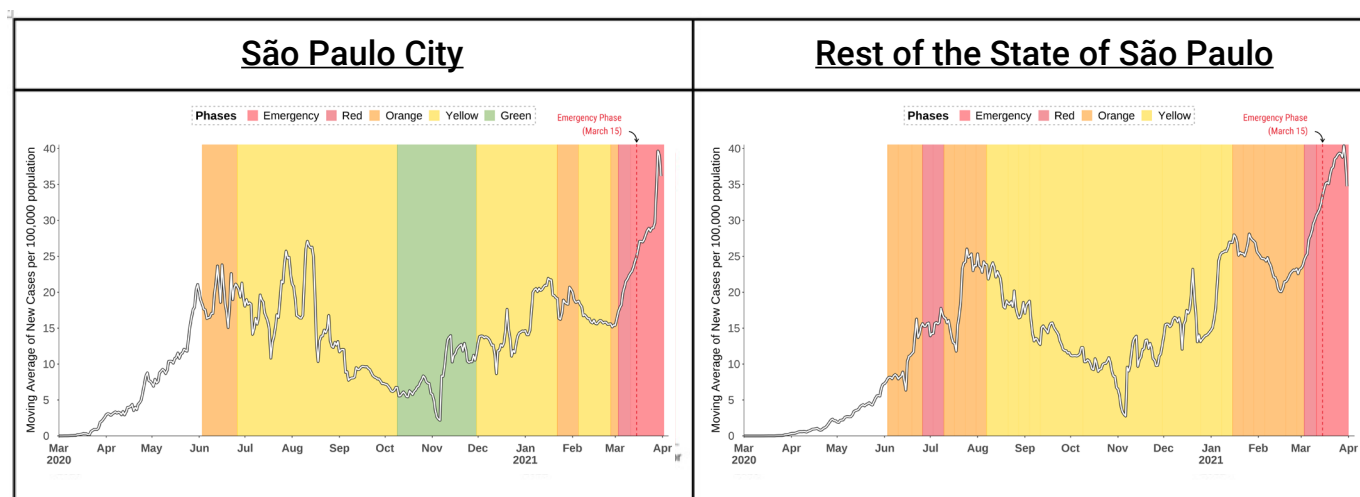 São Paulo City
Rest of the State of São Paulo
Phases Emergency Red Orange Yellow Green
Emergency Phase
(March 15)
Moving Average of New Cases per 100,000 population
40
35
30
25
20
15
10
5
0
Mar Apr May Jun Jul Aug Sep Oct Nov Dec Jan Feb Mar Apr
2020 2021
Phases Emergency Red Orange Yellow
Emergency Phase
(March 15)
Moving Average of New Cases per 100,000 population
40
35
30
25
20
15
10
5
0
Mar Apr May Jun Jul Aug Sep Oct Nov Dec Jan Feb Mar Apr
2020 2021